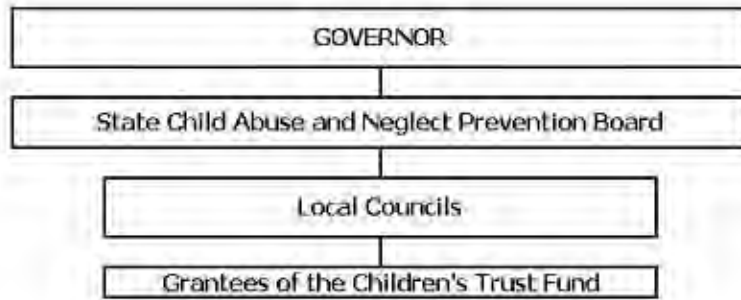 GOVERNOR
State Child Abuse and Neglect Prevention Board
Local Councils
Grantees of the Children's Trust Fund